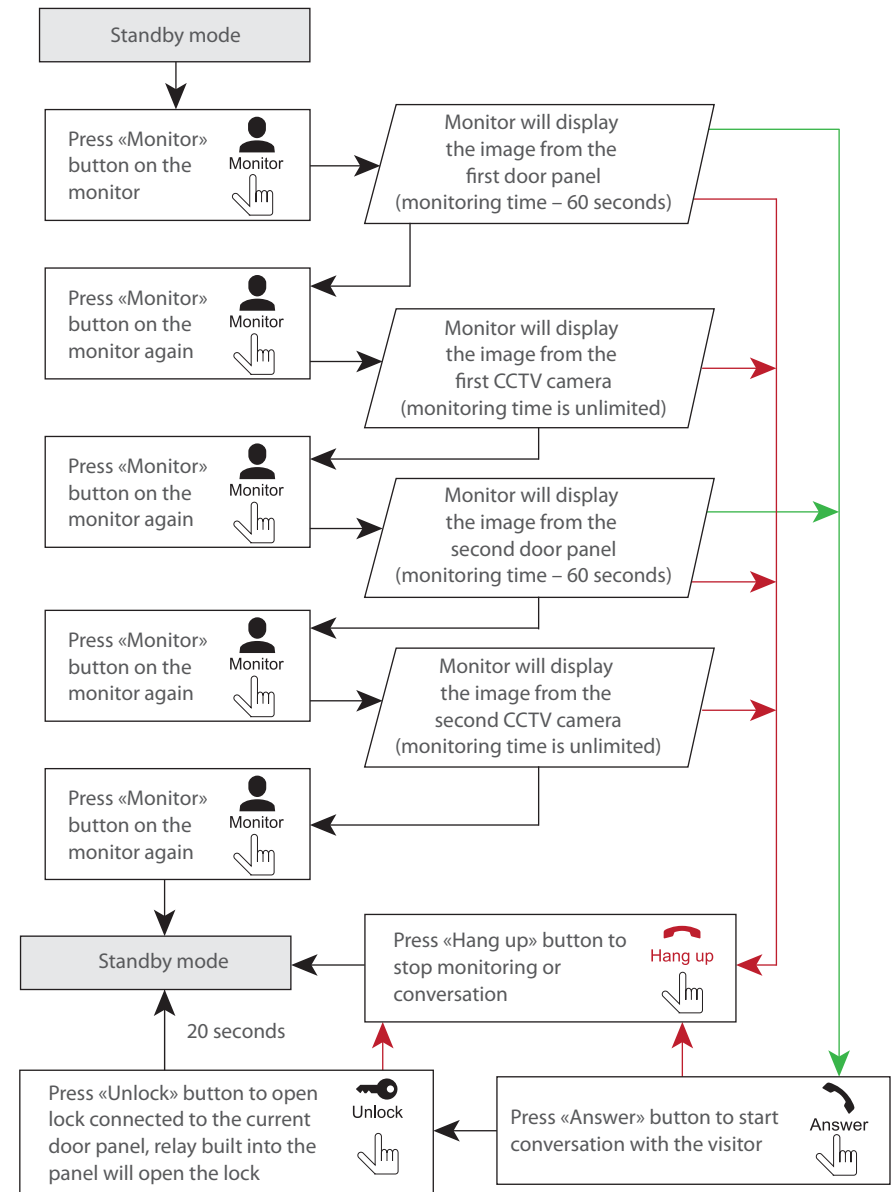 Standby mode
Press «Monitor»
button on the
monitor
Monitor
Monitor will display
the image from the
first door panel
(monitoring time – 60 seconds)
Press «Monitor»
button on the
monitor again
Monitor
Monitor will display
the image from the
first CCTV camera
(monitoring time is unlimited)
Press «Monitor»
button on the
monitor again
Monitor
Monitor will display
the image from the
second door panel
(monitoring time – 60 seconds)
Press «Monitor»
button on the
monitor again
Monitor
Monitor will display
the image from the
second CCTV camera
(monitoring time is unlimited)
Press «Monitor»
button on the
monitor again
Monitor
Standby mode
Press «Hang up» button to
stop monitoring or
conversation
Hang up
20 seconds
Press «Unlock» button to open
lock connected to the current
door panel, relay built into the
panel will open the lock
Unlock
Press «Answer» button to start
conversation with the visitor
Answer